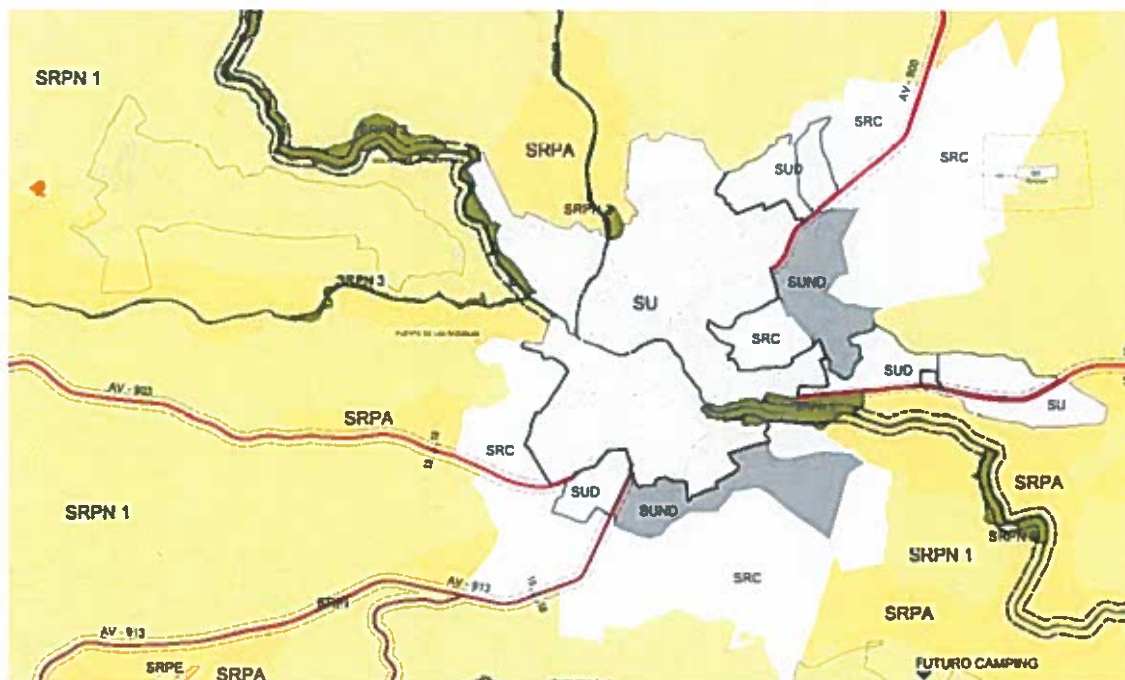 SRPN 1
AV - 900
SRC
SRPA
SUD
SRC
SRPN
SUND
SRPN 3
SU
SRC
SUD
AV - 903
SU
SRPA
SRC
SRPA
SUD
SUND
SRPN 1
SRPN
SRPN 1
SRC
AV - 913
SRPA
AV - 913
SRPE
SRPA
FUTURO CAMPING